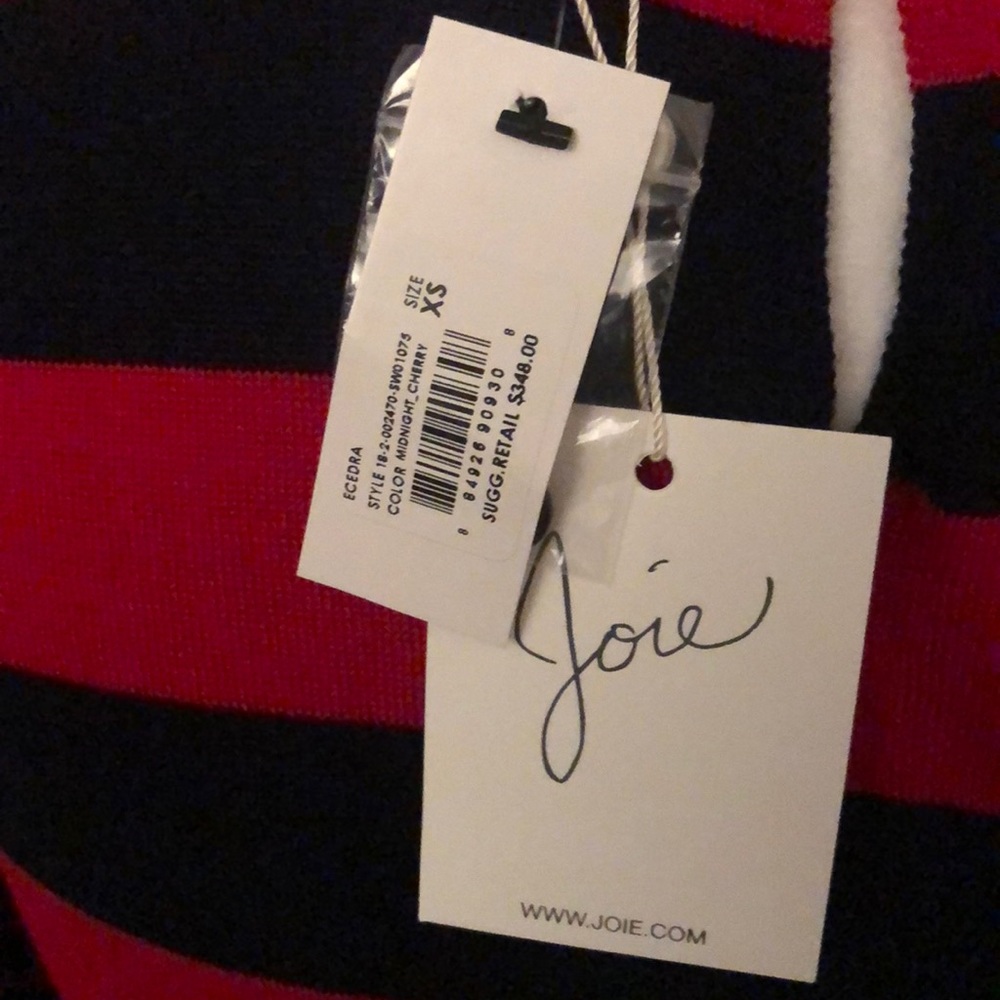 ECEDRA
STYLE 18-2-002470-SW01075
COLOR MIDNIGHT_CHERRY
SIZE
XS
8 84926 90930 8
SUGG.RETAIL $348.00
Joie
WWW.JOIE.COM